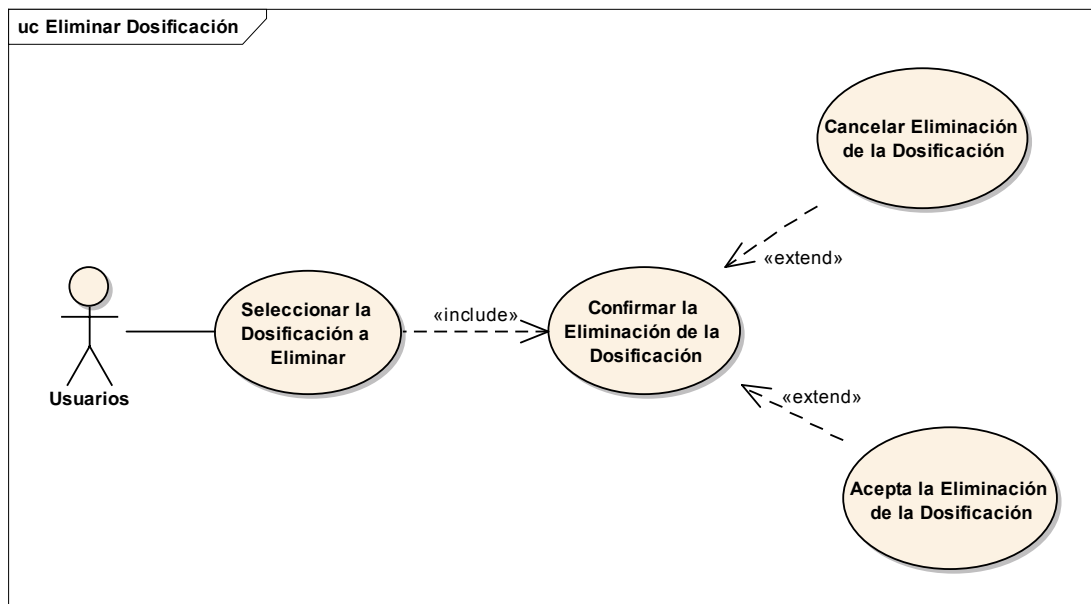 uc Eliminar Dosificación
Cancelar Eliminación
de la Dosificación
«extend»
Seleccionar la
Dosificación a
Eliminar
«include»
Confirmar la
Eliminación de la
Dosificación
Usuarios
«extend»
Acepta la Eliminación
de la Dosificación